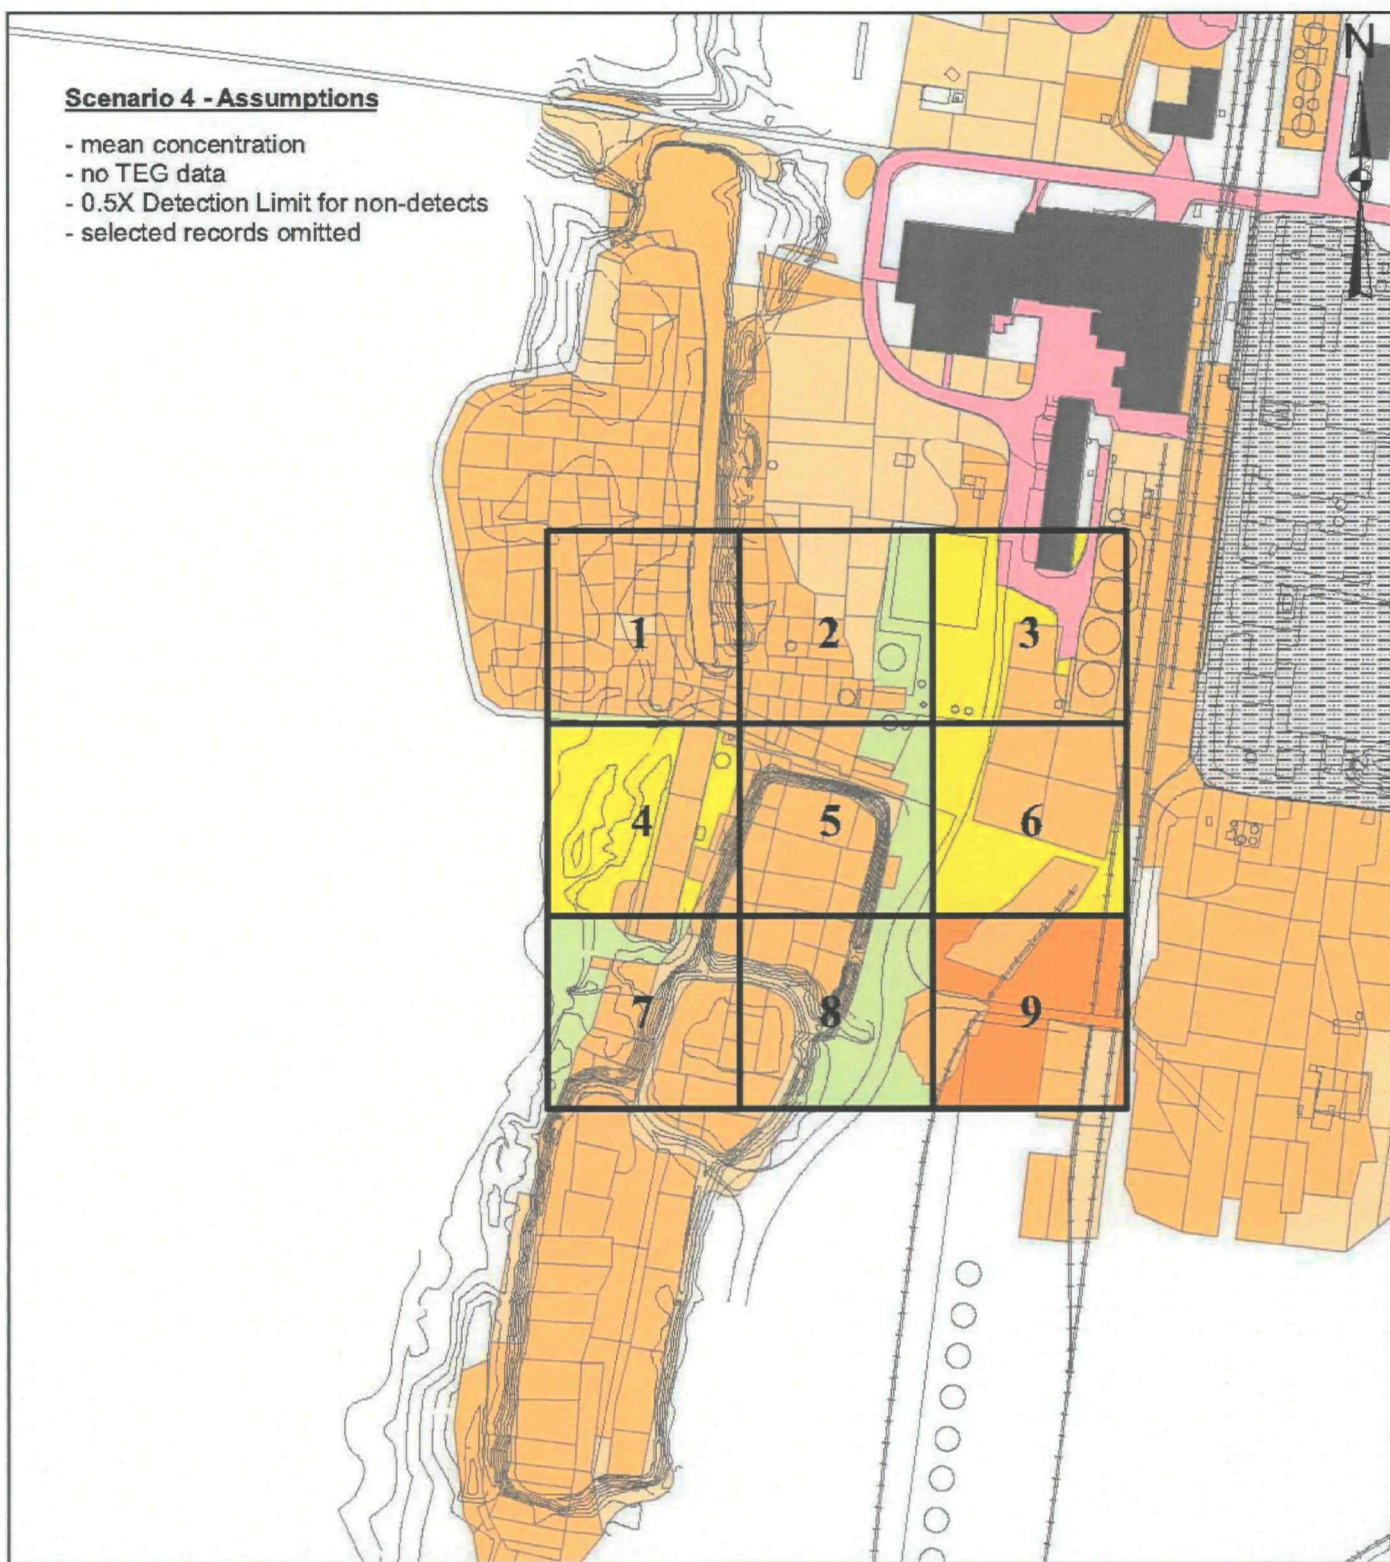 N
Scenario 4 - Assumptions
- mean concentration
- no TEG data
- 0.5X Detection Limit for non-detects
- selected records omitted
1
2
3
4
5
6
7
8
9